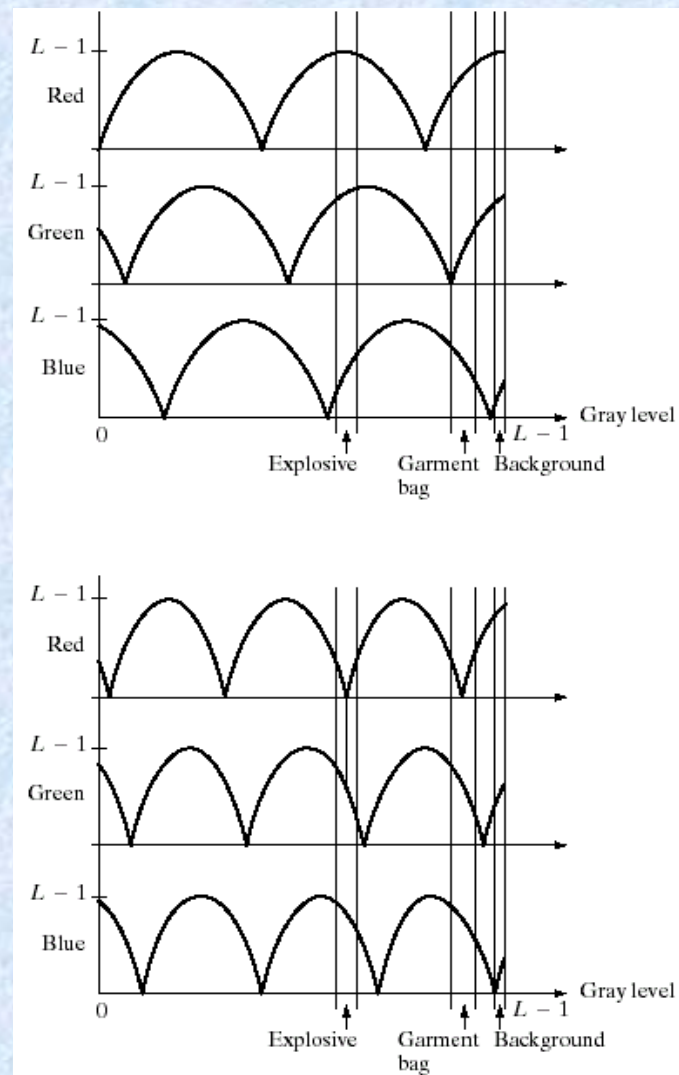 L − 1
Red
L − 1
Green
L − 1
Blue
0
L − 1
Gray level
Explosive
Garment
bag
Background
L − 1
Red
L − 1
Green
L − 1
Blue
0
L − 1
Gray level
Explosive
Garment
bag
Background